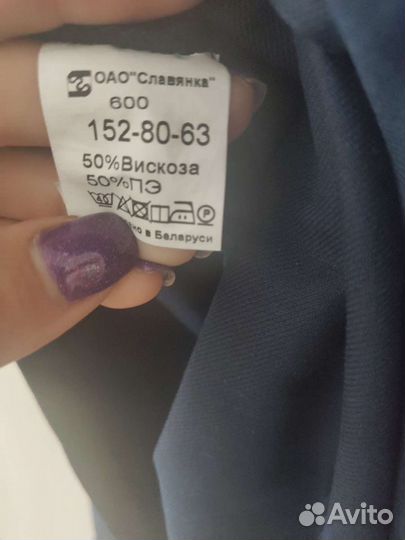 ОАО"Славянка"
600
152-80-63
50%Вискоза
50%ПЭ
в Беларуси
Avito